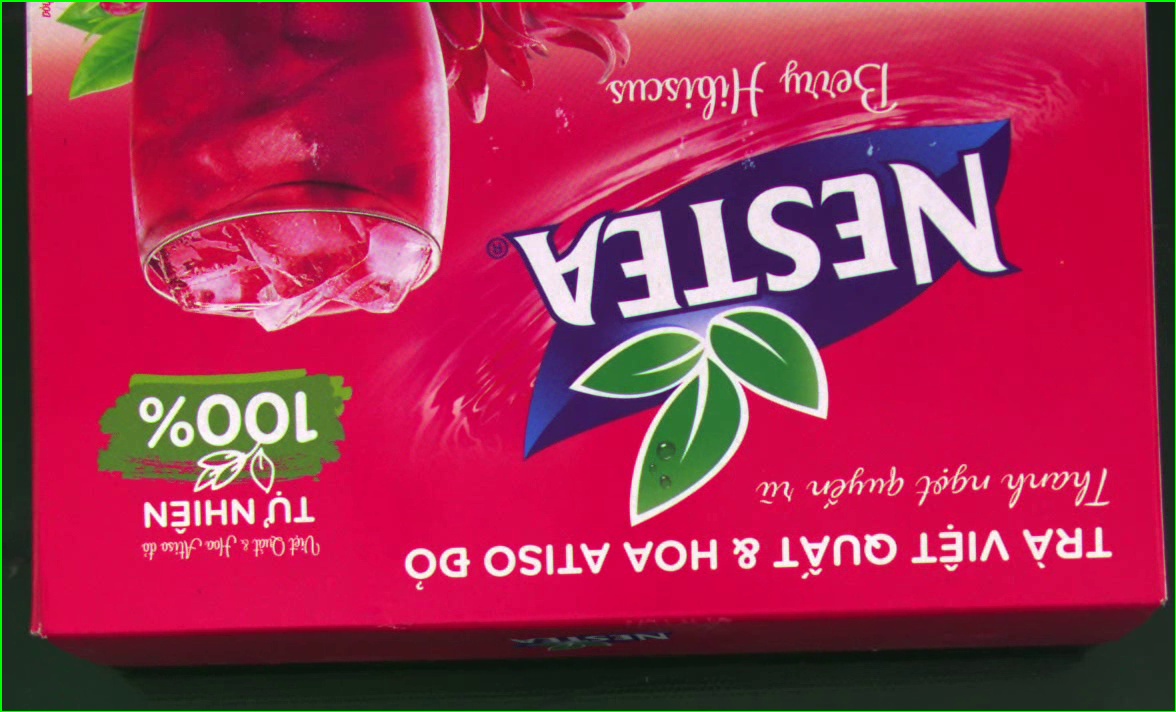 TRÀ VIỆT QUẤT & HOA ATISO ĐỎ
Thanh ngọt quyến rũ
NESTEA®
Berry Hibiscus
Việt Quất & Hoa Atiso đỏ
TỰ NHIÊN
100%
NESTEA